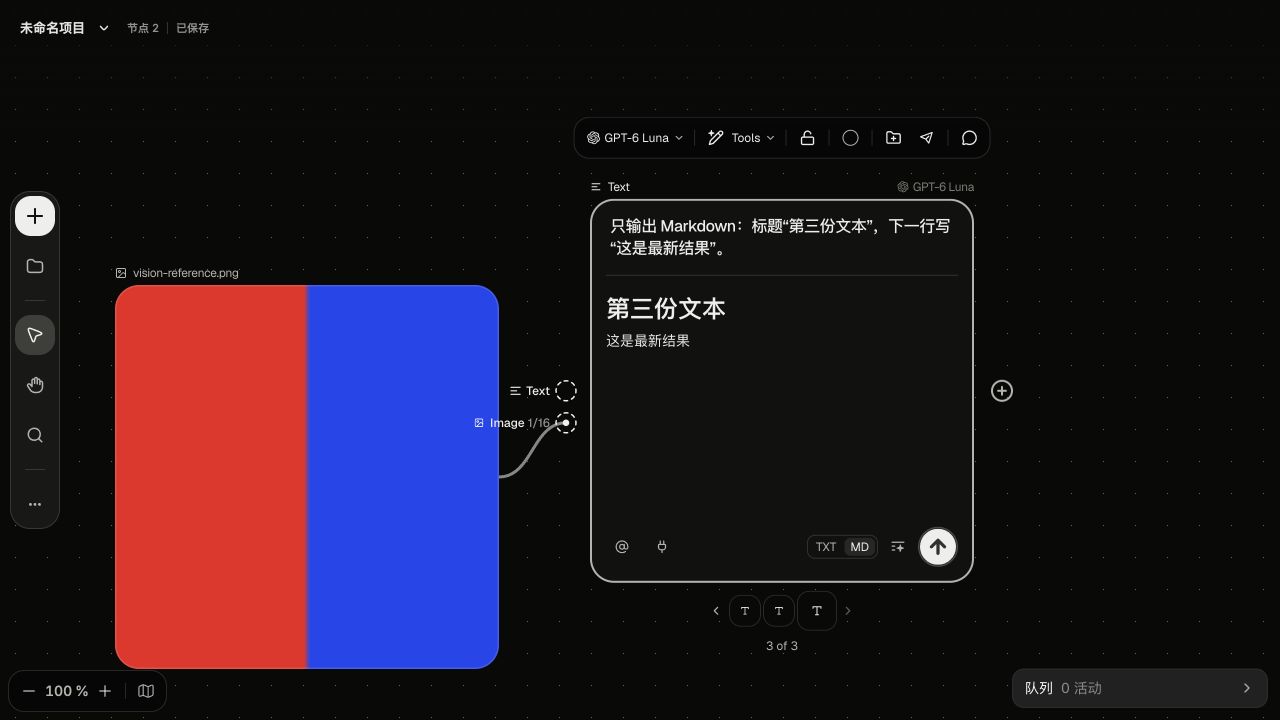 未命名项目
节点 2
已保存
GPT-6 Luna
Tools
Text
GPT-6 Luna
只输出 Markdown：标题“第三份文本”，下一行写
“这是最新结果”。
vision-reference.png
第三份文本
这是最新结果
Text
Image 1/16
TXT
MD
T
T
T
3 of 3
100 %
队列 0 活动